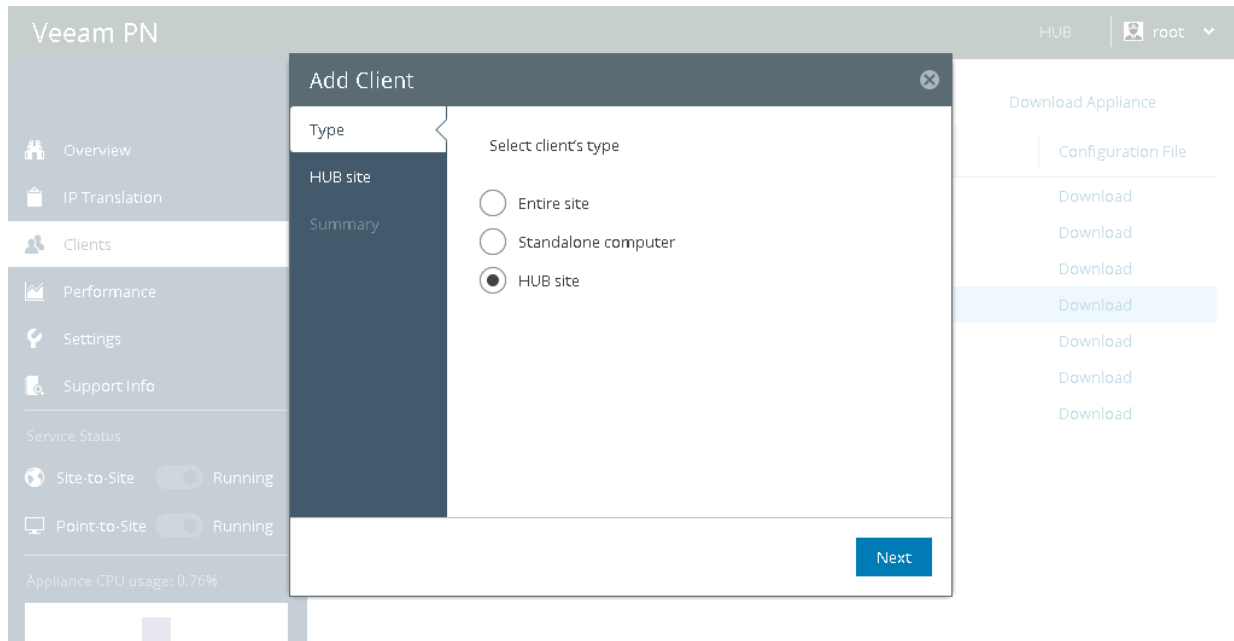 Veeam PN
HUB
root
Add Client
Download Appliance
Type
Select client's type
Overview
Configuration File
HUB site
IP Translation
Entire site
Download
Summary
Clients
Standalone computer
Download
HUB site
Download
Performance
Download
Settings
Download
Support Info
Download
Download
Service Status
Site-to-Site
Running
Point-to-Site
Running
Next
Appliance CPU usage: 0.76%